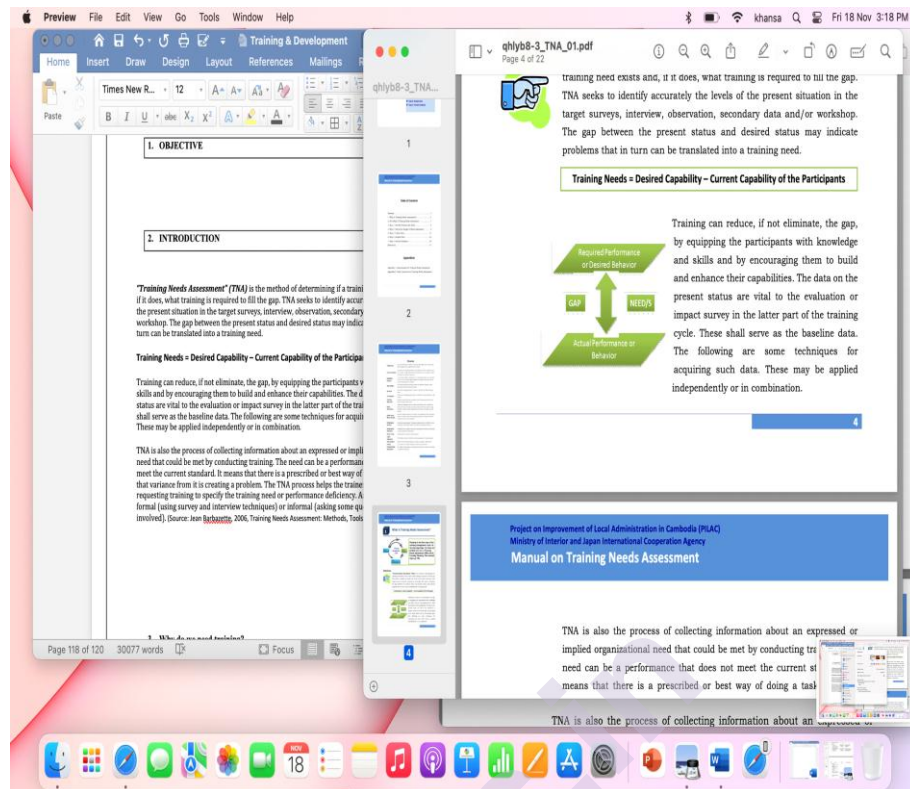 Preview File Edit View Go Tools Window Help
khansa Fri 18 Nov 3:18 PM
Training & Development
Home Insert Draw Design Layout References Mailings
Paste
Times New R... 12
1. OBJECTIVE
2. INTRODUCTION
"Training Needs Assessment" (TNA) is the method of determining if a traini
if it does, what training is required to fill the gap. TNA seeks to identify accur
the present situation in the target surveys, interview, observation, secondary
workshop. The gap between the present status and desired status may indica
turn can be translated into a training need.
Training Needs = Desired Capability – Current Capability of the Participa
Training can reduce, if not eliminate, the gap, by equipping the participants w
skills and by encouraging them to build and enhance their capabilities. The d
status are vital to the evaluation or impact survey in the latter part of the trai
shall serve as the baseline data. The following are some techniques for acqui
These may be applied independently or in combination.
TNA is also the process of collecting information about an expressed or impli
need that could be met by conducting training. The need can be a performanc
meet the current standard. It means that there is a prescribed or best way of
that variance from it is creating a problem. The TNA process helps the traine
requesting training to specify the training need or performance deficiency. A
formal (using survey and interview techniques) or informal (asking some qu
involved). (Source: Jean Barbazette, 2006, Training Needs Assessment: Methods, Tools
3. Why do we need training?
Page 118 of 120 30077 words Focus
qhlyb8-3_TNA...
1
2
3
4
qhlyb8-3_TNA_01.pdf
Page 4 of 22
training need exists and, if it does, what training is required to fill the gap.
TNA seeks to identify accurately the levels of the present situation in the
target surveys, interview, observation, secondary data and/or workshop.
The gap between the present status and desired status may indicate
problems that in turn can be translated into a training need.
Training Needs = Desired Capability – Current Capability of the Participants
Required Performance
or Desired Behavior
GAP NEED/S
Actual Performance or
Behavior
Training can reduce, if not eliminate, the gap,
by equipping the participants with knowledge
and skills and by encouraging them to build
and enhance their capabilities. The data on the
present status are vital to the evaluation or
impact survey in the latter part of the training
cycle. These shall serve as the baseline data.
The following are some techniques for
acquiring such data. These may be applied
independently or in combination.
4
Project on Improvement of Local Administration in Cambodia (PILAC)
Ministry of Interior and Japan International Cooperation Agency
Manual on Training Needs Assessment
TNA is also the process of collecting information about an expressed or
implied organizational need that could be met by conducting tra
need can be a performance that does not meet the current st
means that there is a prescribed or best way of doing a task
TNA is also the process of collecting information about an expressed or
NOV
18